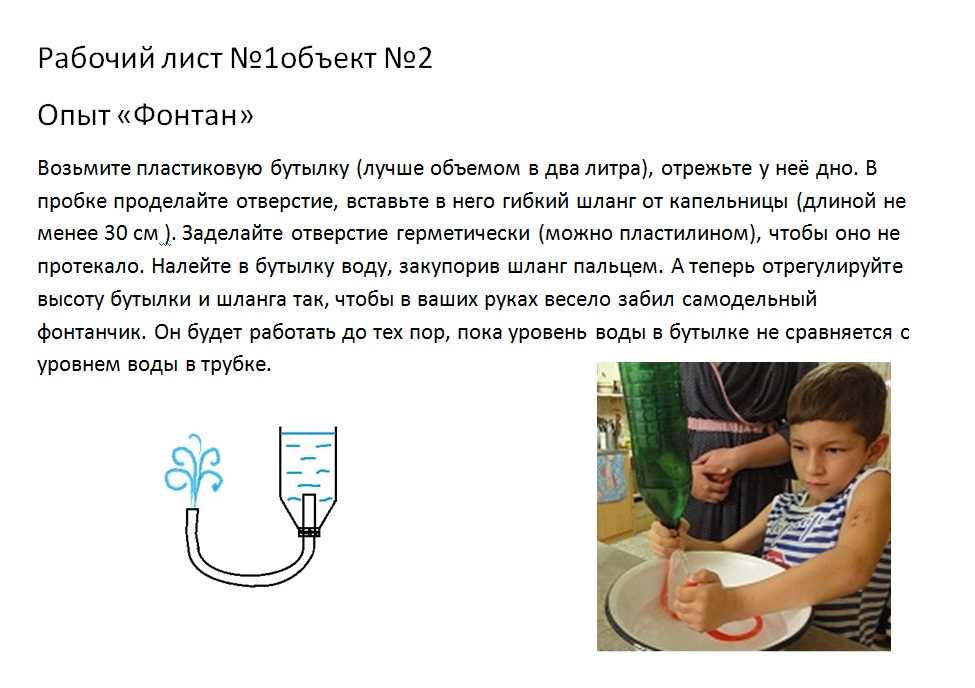 Рабочий лист №1объект №2
Опыт «Фонтан»
Возьмите пластиковую бутылку (лучше объемом в два литра), отрежьте у неё дно. В
пробке проделайте отверстие, вставьте в него гибкий шланг от капельницы (длиной не
менее 30 см ). Заделайте отверстие герметически (можно пластилином), чтобы оно не
протекало. Налейте в бутылку воду, закупорив шланг пальцем. А теперь отрегулируйте
высоту бутылки и шланга так, чтобы в ваших руках весело забил самодельный
фонтанчик. Он будет работать до тех пор, пока уровень воды в бутылке не сравняется с
уровнем воды в трубке.